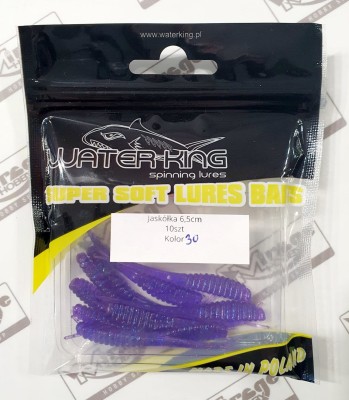 www.waterking.pl
WATER-KING
spinning lures
SUPER SOFT LURES BAITS
Jaskółka 6,5cm
10szt
Kolor 30
MADE IN POLAND